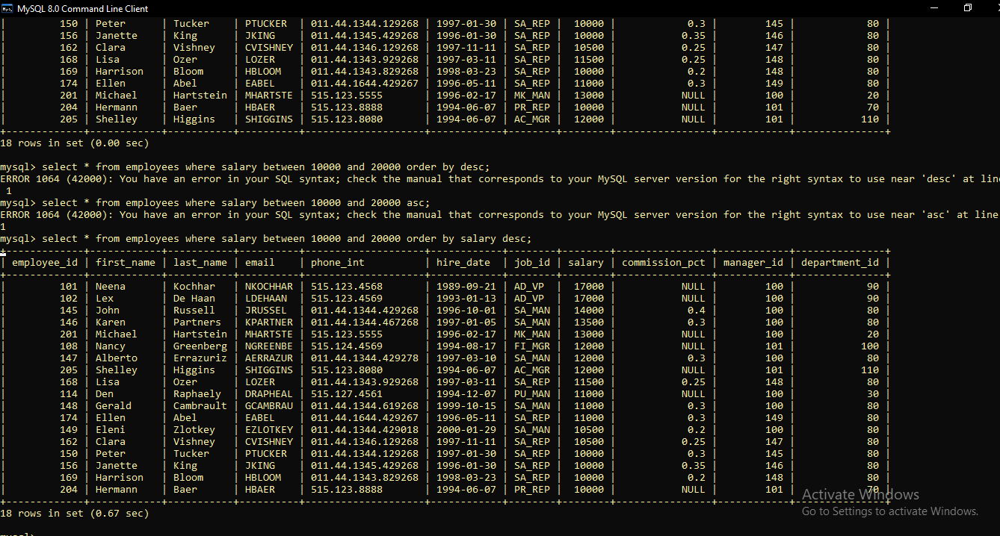 MySQL 8.0 Command Line Client
| 150 | Peter | Tucker | PTUCKER | 011.44.1344.129268 | 1997-01-30 | SA_REP | 10000 | 0.3 | 145 | 80 |
| 156 | Janette | King | JKING | 011.44.1345.429268 | 1996-01-30 | SA_REP | 10000 | 0.35 | 146 | 80 |
| 162 | Clara | Vishney | CVISHNEY | 011.44.1346.129268 | 1997-11-11 | SA_REP | 10500 | 0.25 | 147 | 80 |
| 168 | Lisa | Ozer | LOZER | 011.44.1343.929268 | 1997-03-11 | SA_REP | 11500 | 0.25 | 148 | 80 |
| 169 | Harrison | Bloom | HBLOOM | 011.44.1343.829268 | 1998-03-23 | SA_REP | 10000 | 0.2 | 148 | 80 |
| 174 | Ellen | Abel | EABEL | 011.44.1644.429267 | 1996-05-11 | SA_REP | 11000 | 0.3 | 149 | 80 |
| 201 | Michael | Hartstein | MHARTSTE | 515.123.5555 | 1996-02-17 | MK_MAN | 13000 | NULL | 100 | 20 |
| 204 | Hermann | Baer | HBAER | 515.123.8888 | 1994-06-07 | PR_REP | 10000 | NULL | 101 | 70 |
| 205 | Shelley | Higgins | SHIGGINS | 515.123.8080 | 1994-06-07 | AC_MGR | 12000 | NULL | 101 | 110 |
18 rows in set (0.00 sec)
mysql> select * from employees where salary between 10000 and 20000 order by desc;
ERROR 1064 (42000): You have an error in your SQL syntax; check the manual that corresponds to your MySQL server version for the right syntax to use near 'desc' at line
1
mysql> select * from employees where salary between 10000 and 20000 asc;
ERROR 1064 (42000): You have an error in your SQL syntax; check the manual that corresponds to your MySQL server version for the right syntax to use near 'asc' at line
1
mysql> select * from employees where salary between 10000 and 20000 order by salary desc;
| employee_id | first_name | last_name | email | phone_int | hire_date | job_id | salary | commission_pct | manager_id | department_id |
| 101 | Neena | Kochhar | NKOCHHAR | 515.123.4568 | 1989-09-21 | AD_VP | 17000 | NULL | 100 | 90 |
| 102 | Lex | De Haan | LDEHAAN | 515.123.4569 | 1993-01-13 | AD_VP | 17000 | NULL | 100 | 90 |
| 145 | John | Russell | JRUSSEL | 011.44.1344.429268 | 1996-10-01 | SA_MAN | 14000 | 0.4 | 100 | 80 |
| 146 | Karen | Partners | KPARTNER | 011.44.1344.467268 | 1997-01-05 | SA_MAN | 13500 | 0.3 | 100 | 80 |
| 201 | Michael | Hartstein | MHARTSTE | 515.123.5555 | 1996-02-17 | MK_MAN | 13000 | NULL | 100 | 20 |
| 108 | Nancy | Greenberg | NGREENBE | 515.124.4569 | 1994-08-17 | FI_MGR | 12000 | NULL | 101 | 100 |
| 147 | Alberto | Errazuriz | AERRAZUR | 011.44.1344.429278 | 1997-03-10 | SA_MAN | 12000 | 0.3 | 100 | 80 |
| 205 | Shelley | Higgins | SHIGGINS | 515.123.8080 | 1994-06-07 | AC_MGR | 12000 | NULL | 101 | 110 |
| 168 | Lisa | Ozer | LOZER | 011.44.1343.929268 | 1997-03-11 | SA_REP | 11500 | 0.25 | 148 | 80 |
| 114 | Den | Raphaely | DRAPHEAL | 515.127.4561 | 1994-12-07 | PU_MAN | 11000 | NULL | 100 | 30 |
| 148 | Gerald | Cambrault | GCAMBRAU | 011.44.1344.619268 | 1999-10-15 | SA_MAN | 11000 | 0.3 | 100 | 80 |
| 174 | Ellen | Abel | EABEL | 011.44.1644.429267 | 1996-05-11 | SA_REP | 11000 | 0.3 | 149 | 80 |
| 149 | Eleni | Zlotkey | EZLOTKEY | 011.44.1344.429018 | 2000-01-29 | SA_MAN | 10500 | 0.2 | 100 | 80 |
| 162 | Clara | Vishney | CVISHNEY | 011.44.1346.129268 | 1997-11-11 | SA_REP | 10500 | 0.25 | 147 | 80 |
| 150 | Peter | Tucker | PTUCKER | 011.44.1344.129268 | 1997-01-30 | SA_REP | 10000 | 0.3 | 145 | 80 |
| 156 | Janette | King | JKING | 011.44.1345.429268 | 1996-01-30 | SA_REP | 10000 | 0.35 | 146 | 80 |
| 169 | Harrison | Bloom | HBLOOM | 011.44.1343.829268 | 1998-03-23 | SA_REP | 10000 | 0.2 | 148 | 80 |
| 204 | Hermann | Baer | HBAER | 515.123.8888 | 1994-06-07 | PR_REP | 10000 | NULL | 101 | 70 |
18 rows in set (0.67 sec)
Activate Windows
Go to Settings to activate Windows.
mysql>